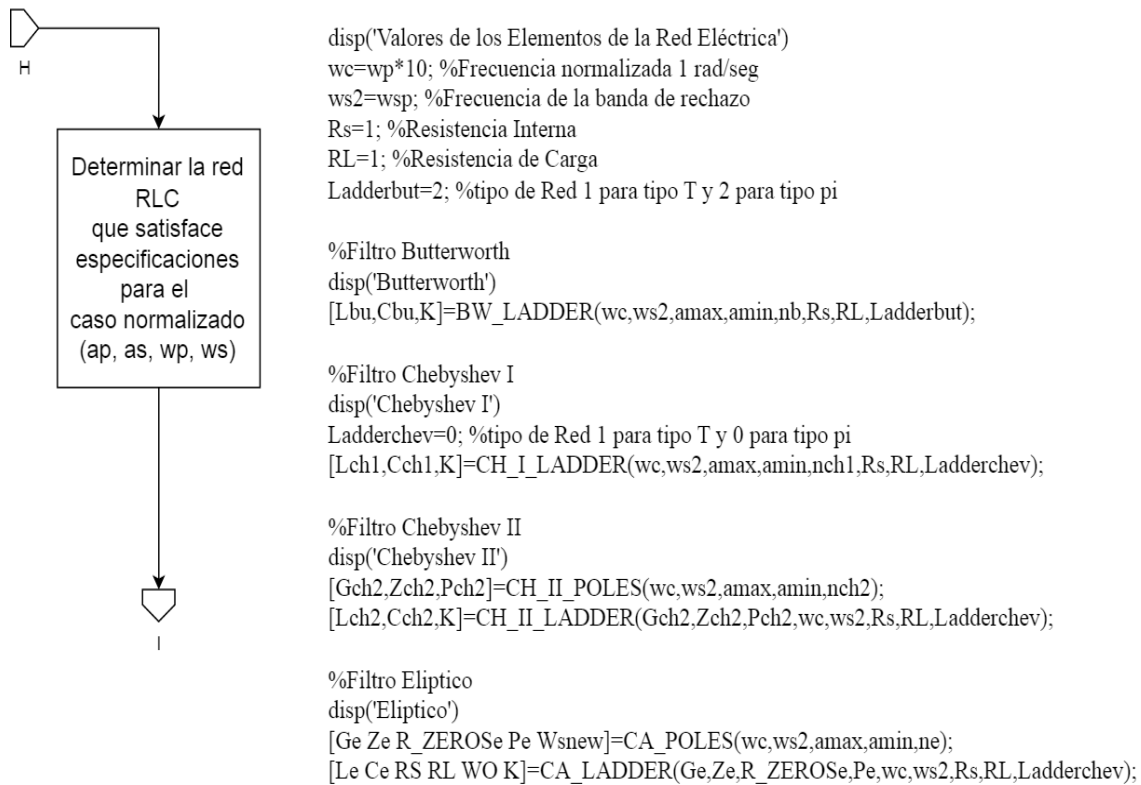 H
Determinar la red
RLC
que satisface
especificaciones
para el
caso normalizado
(ap, as, wp, ws)
I
disp('Valores de los Elementos de la Red Eléctrica')
wc=wp*10; %Frecuencia normalizada 1 rad/seg
ws2=wsp; %Frecuencia de la banda de rechazo
Rs=1; %Resistencia Interna
RL=1; %Resistencia de Carga
Ladderbut=2; %tipo de Red 1 para tipo T y 2 para tipo pi
%Filtro Butterworth
disp('Butterworth')
[Lbu,Cbu,K]=BW_LADDER(wc,ws2,amax,amin,nb,Rs,RL,Ladderbut);
%Filtro Chebyshev I
disp('Chebyshev I')
Ladderchev=0; %tipo de Red 1 para tipo T y 0 para tipo pi
[Lch1,Cch1,K]=CH_I_LADDER(wc,ws2,amax,amin,nch1,Rs,RL,Ladderchev);
%Filtro Chebyshev II
disp('Chebyshev II')
[Gch2,Zch2,Pch2]=CH_II_POLES(wc,ws2,amax,amin,nch2);
[Lch2,Cch2,K]=CH_II_LADDER(Gch2,Zch2,Pch2,wc,ws2,Rs,RL,Ladderchev);
%Filtro Eliptico
disp('Eliptico')
[Ge Ze R_ZEROSe Pe Wsnew]=CA_POLES(wc,ws2,amax,amin,ne);
[Le Ce RS RL WO K]=CA_LADDER(Ge,Ze,R_ZEROSe,Pe,wc,ws2,Rs,RL,Ladderchev);